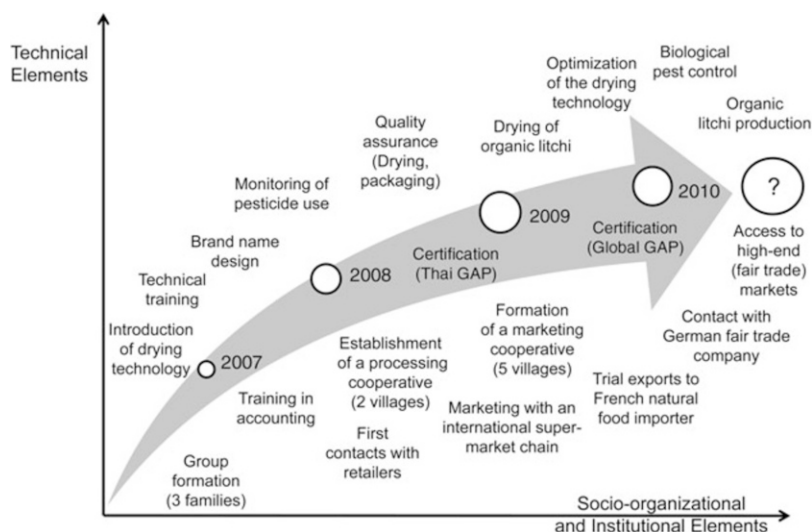 Technical
Elements
Optimization
of the drying
technology
Biological
pest control
Organic
litchi production
Quality
assurance
(Drying,
packaging)
Drying of
organic litchi
Monitoring of
pesticide use
Brand name
design
Technical
training
Introduction
of drying
technology
2007
2008
2009
2010
?
Certification
(Thai GAP)
Certification
(Global GAP)
Access to
high-end
(fair trade)
markets
Contact with
German fair trade
company
Formation
of a marketing
cooperative
(5 villages)
Establishment
of a processing
cooperative
(2 villages)
Trial exports to
French natural
food importer
Training in
accounting
Marketing with an
international super-
market chain
First
contacts with
retailers
Group
formation
(3 families)
Socio-organizational
and Institutional Elements